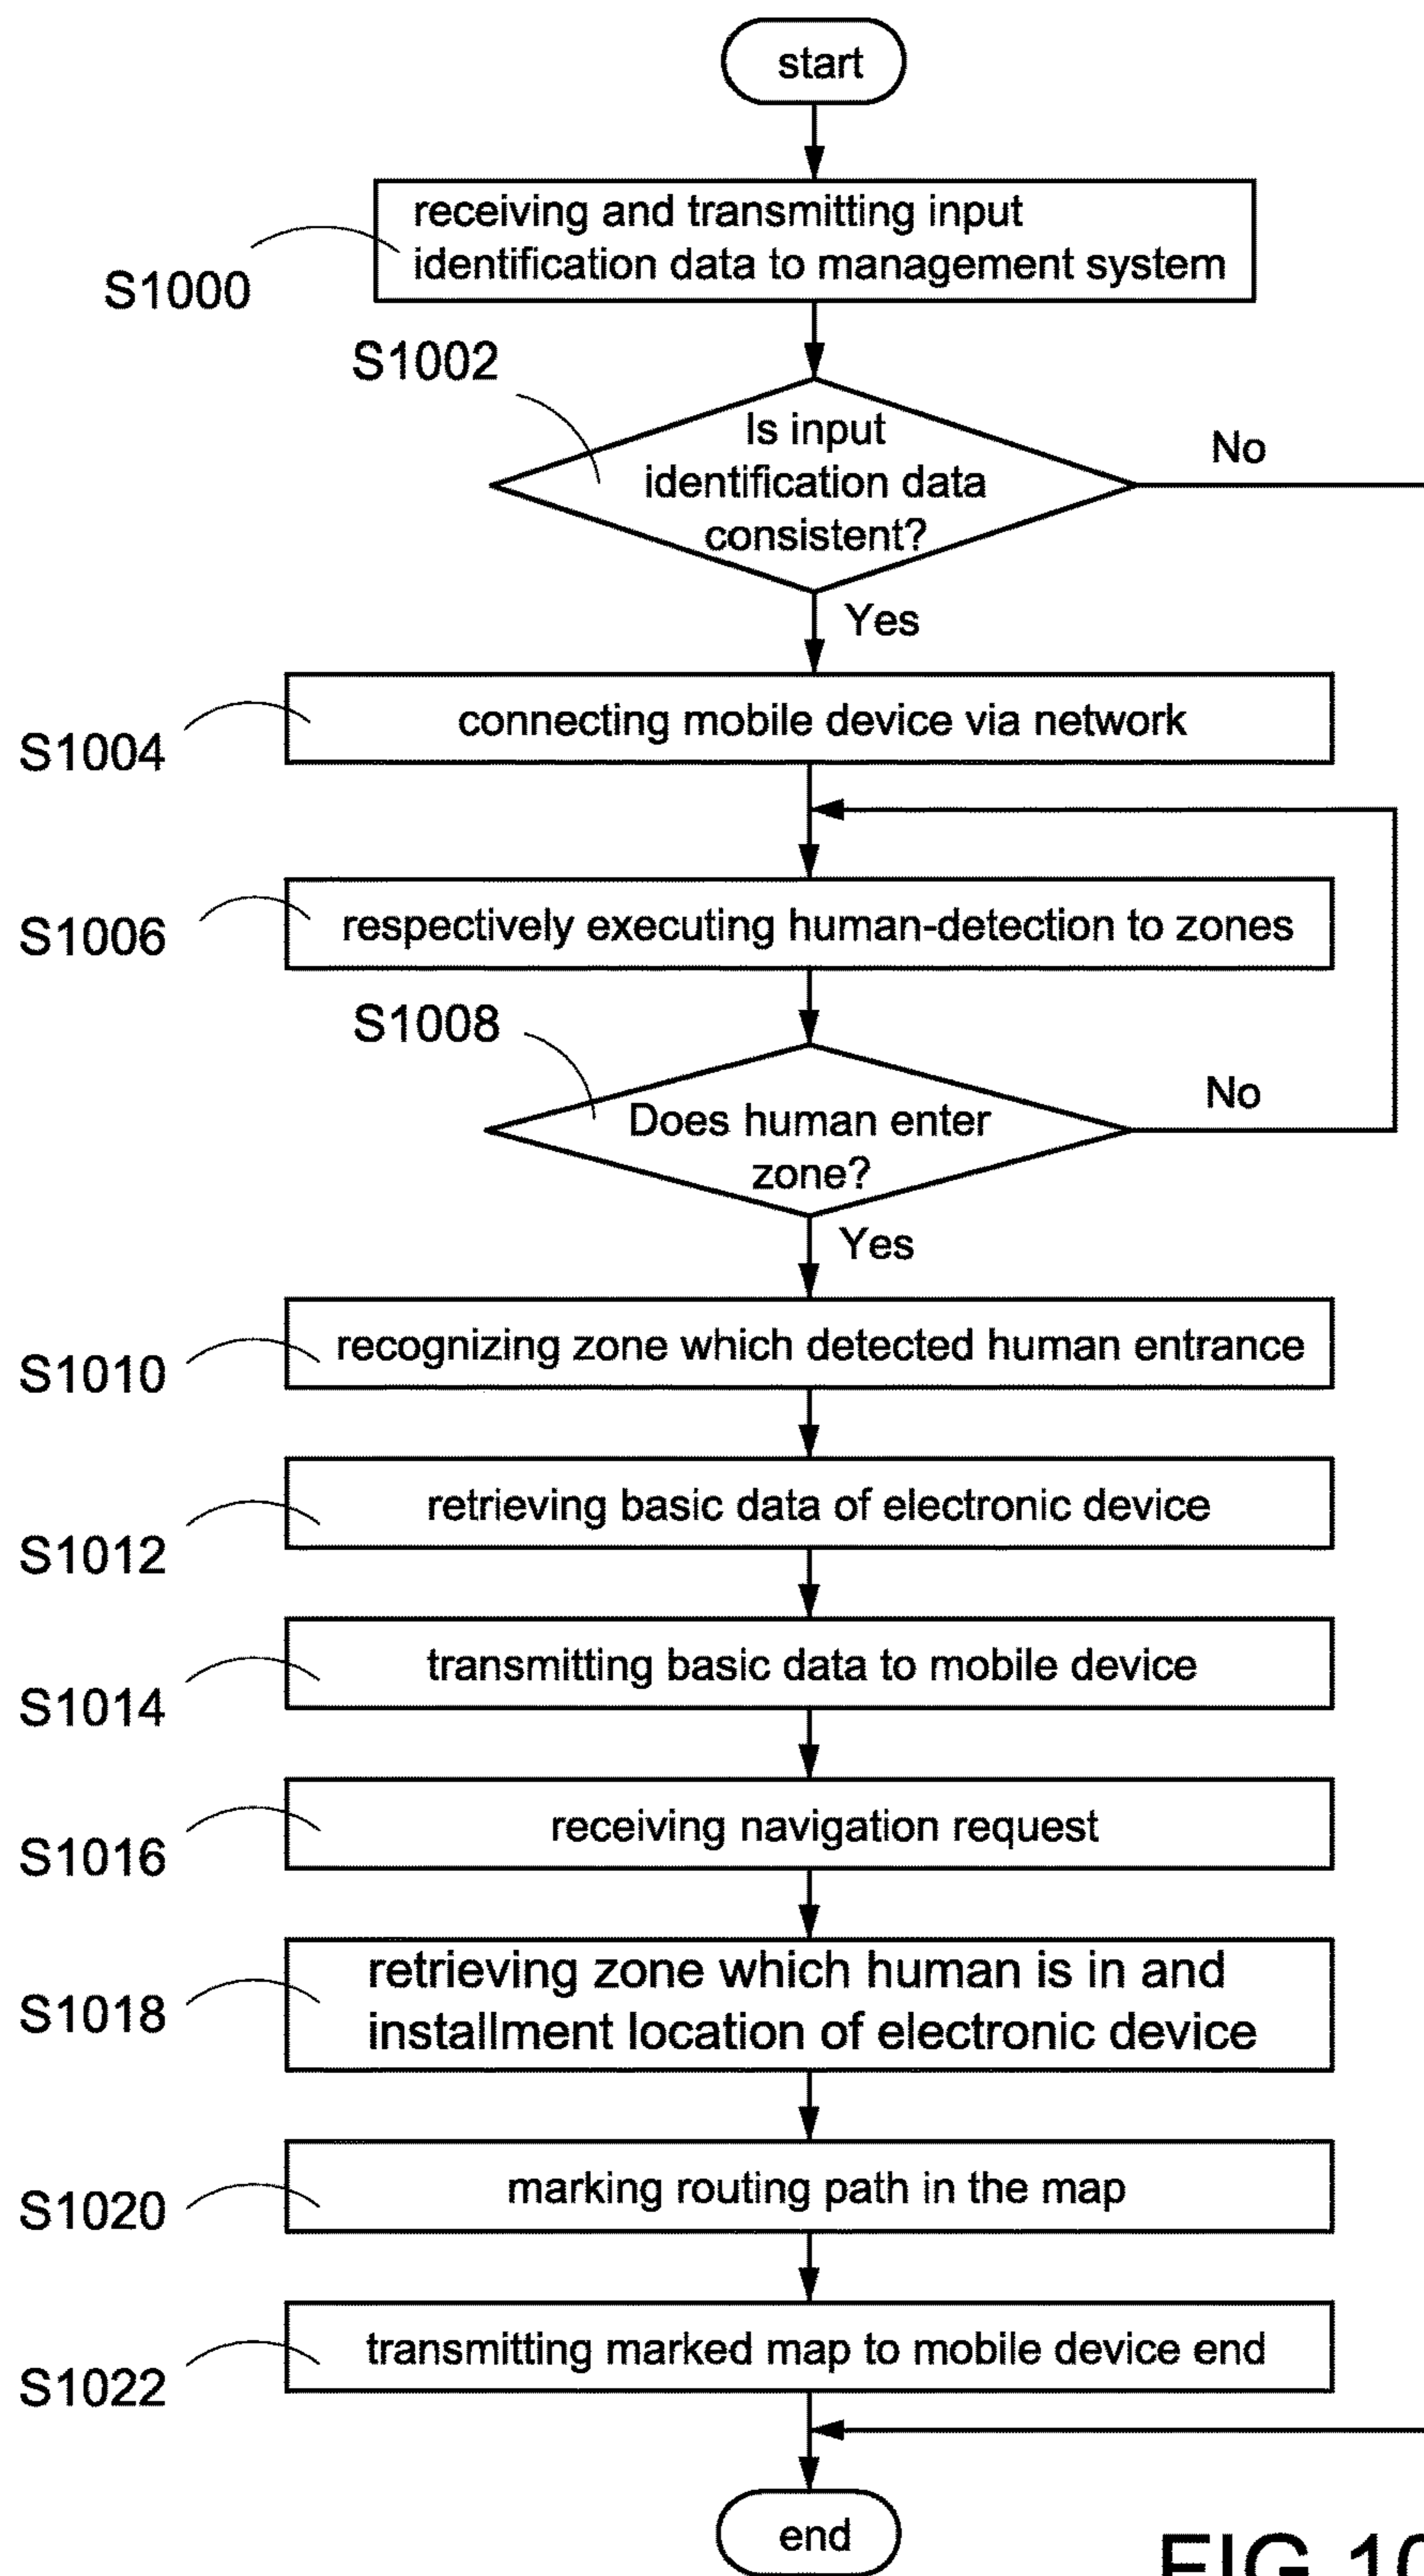 start
receiving and transmitting input
identification data to management system
S1000
S1002
Is input
identification data
consistent?
No
Yes
connecting mobile device via network
S1004
respectively executing human-detection to zones
S1006
S1008
Does human enter
zone?
No
Yes
recognizing zone which detected human entrance
S1010
retrieving basic data of electronic device
S1012
transmitting basic data to mobile device
S1014
receiving navigation request
S1016
retrieving zone which human is in and
installment location of electronic device
S1018
marking routing path in the map
S1020
transmitting marked map to mobile device end
S1022
end
FIG.10